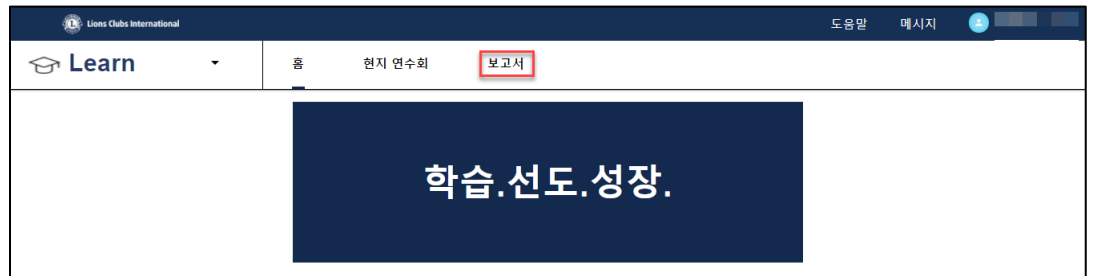 Lions Clubs International
도움말 메시지
Learn
홈 현지 연수회 보고서
학습.선도.성장.